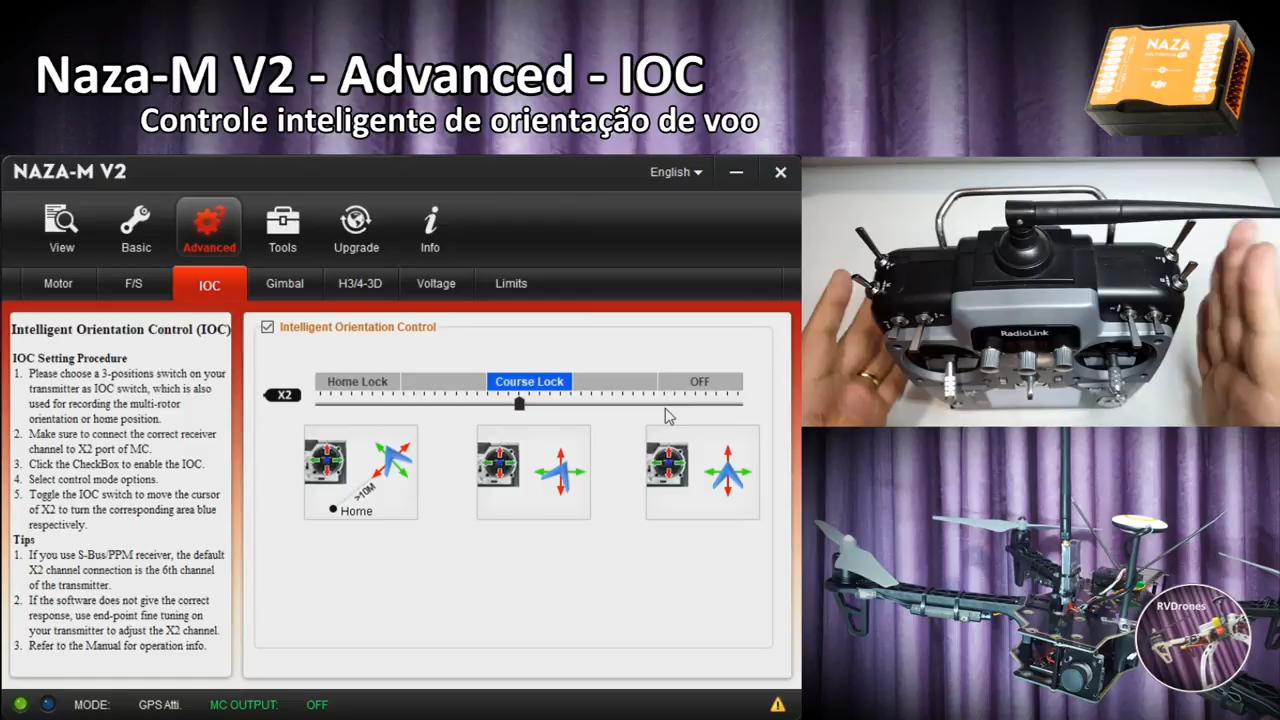 Naza-M V2 - Advanced - IOC
Controle inteligente de orientação de voo
NAZA
NAZA-M V2
English
View
Basic
Advanced
Tools
Upgrade
Info
Motor
F/S
IOC
Gimbal
H3/4-3D
Voltage
Limits
Intelligent Orientation Control (IOC)
IOC Setting Procedure
1. Please choose a 3-positions switch on your
transmitter as IOC switch, which is also
used for recording the multi-rotor
orientation or home position.
2. Make sure to connect the correct receiver
channel to X2 port of MC.
3. Click the CheckBox to enable the IOC.
4. Select control mode options.
5. Toggle the IOC switch to move the cursor
of X2 to turn the corresponding area blue
respectively.
Tips
1. If you use S-Bus/PPM receiver, the default
X2 channel connection is the 6th channel
of the transmitter.
2. If the software does not give the correct
response, use end-point fine tuning on
your transmitter to adjust the X2 channel.
3. Refer to the Manual for operation info.
Intelligent Orientation Control
X2
Home Lock
Course Lock
OFF
>10M
Home
MODE:
GPS Atti.
MC OUTPUT:
OFF
RadioLink
RVDrones